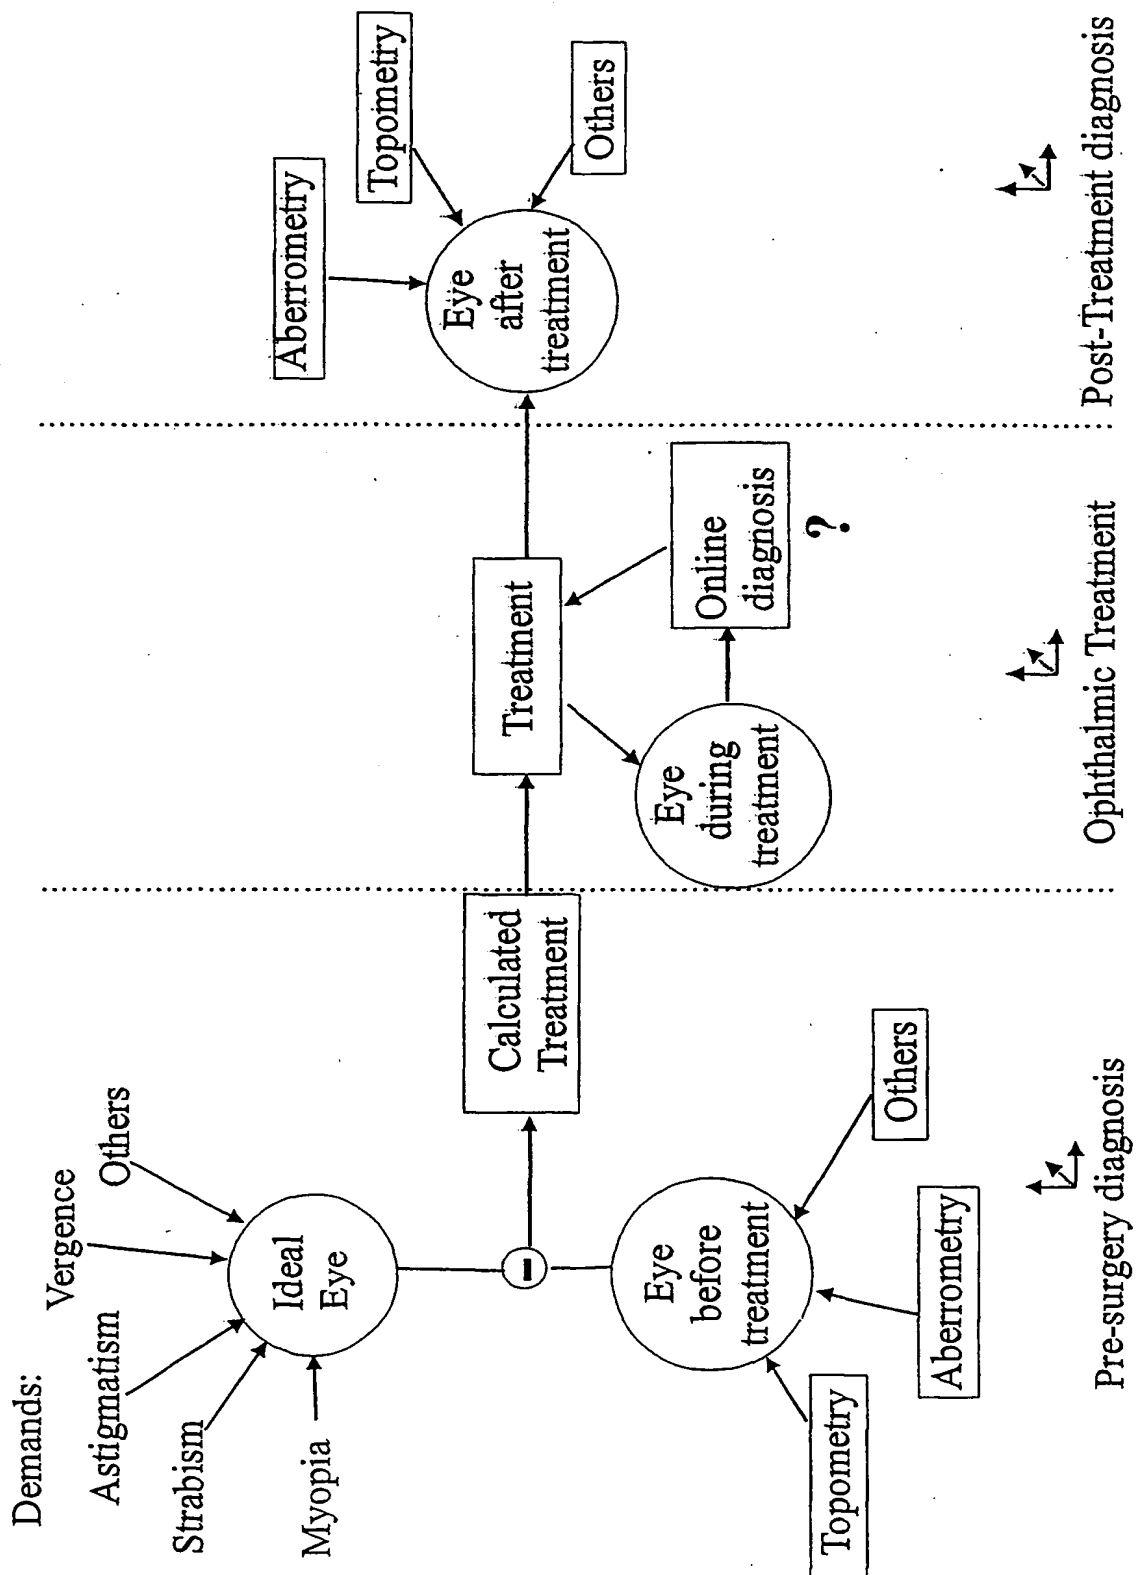 Demands:
Vergence
Astigmatism
Others
Strabism
Myopia
Ideal
Eye
-
Eye
before
treatment
Topometry
Aberrometry
Others
Calculated
Treatment
Pre-surgery diagnosis
Treatment
Eye
during
treatment
Online
diagnosis
?
Ophthalmic Treatment
Aberrometry
Topometry
Others
Eye
after
treatment
Post-Treatment diagnosis